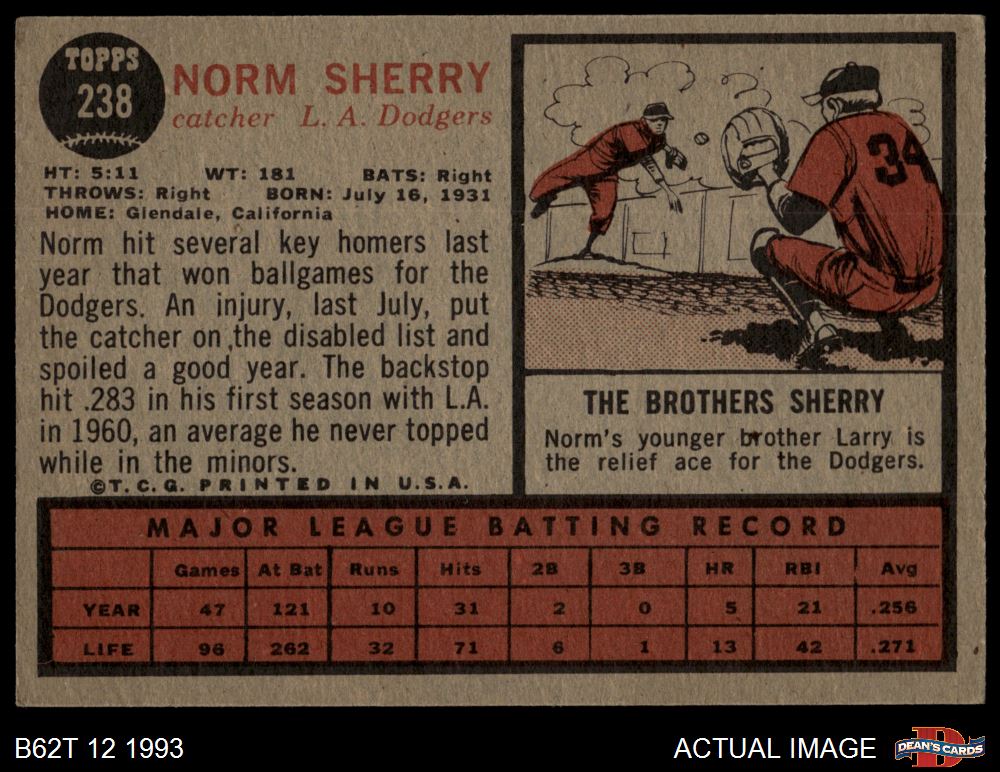 TOPPS
238
NORM SHERRY
catcher L. A. Dodgers
HT: 5:11 WT: 181 BATS: Right
THROWS: Right BORN: July 16, 1931
HOME: Glendale, California
Norm hit several key homers last
year that won ballgames for the
Dodgers. An injury, last July, put
the catcher on the disabled list and
spoiled a good year. The backstop
hit .283 in his first season with L.A.
in 1960, an average he never topped
while in the minors.
©T.C.G. PRINTED IN U.S.A.
34
THE BROTHERS SHERRY
Norm's younger brother Larry is
the relief ace for the Dodgers.
MAJOR LEAGUE BATTING RECORD
Games At Bat Runs Hits 2B 3B HR RBI Avg
YEAR 47 121 10 31 2 0 5 21 .256
LIFE 96 262 32 71 6 1 13 42 .271
B62T 12 1993
ACTUAL IMAGE
D
DEAN'S CARDS